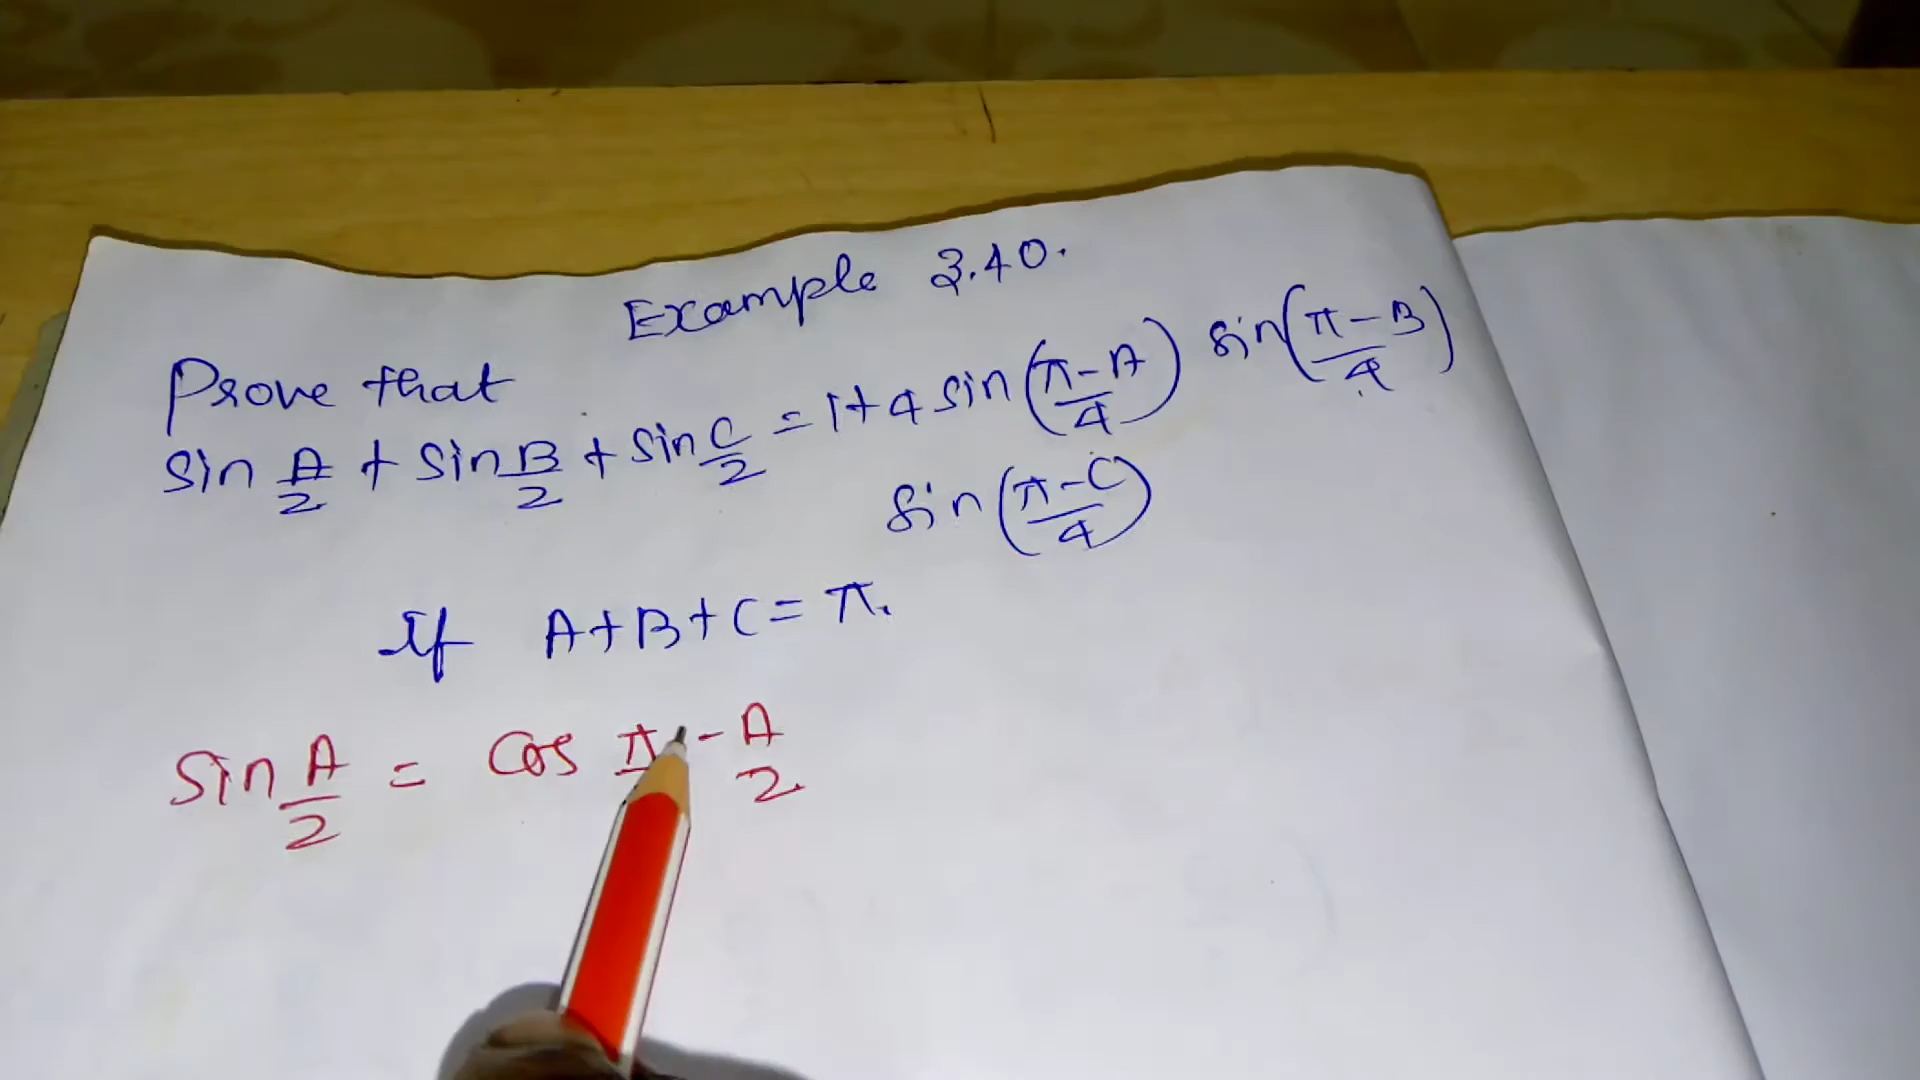 Example 3.40.
Prove that
sin A/2 + sin B/2 + sin C/2 = 1+4 sin(π-A/4) sin(π-B/4)
sin(π-C/4)
if A+B+C=π.
sin A/2 = cos π - A/2